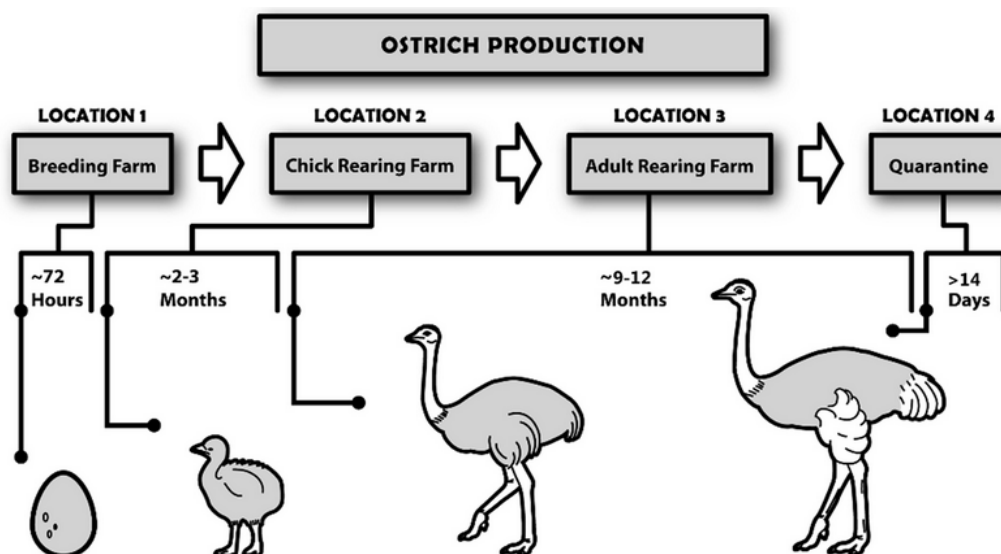 OSTRICH PRODUCTION
LOCATION 1
LOCATION 2
LOCATION 3
LOCATION 4
Breeding Farm
Chick Rearing Farm
Adult Rearing Farm
Quarantine
~72
Hours
~2-3
Months
~9-12
Months
>14
Days